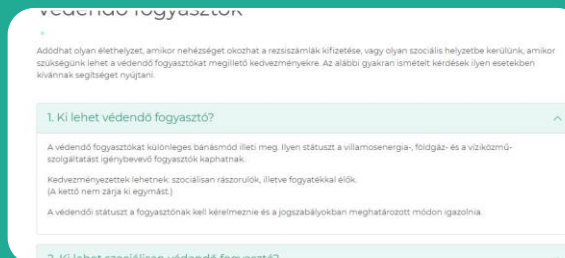 Védendő fogyasztók
Adódhat olyan élethelyzet, amikor nehézséget okozhat a rezsiszámlák kifizetése, vagy olyan szociális helyzetbe kerülünk, amikor
szükségünk lehet a védendő fogyasztókat megillető kedvezményekre. Az alábbi gyakran ismételt kérdések ilyen esetekben
kívánnak segítséget nyújtani.
1. Ki lehet védendő fogyasztó?
A védendő fogyasztókat különleges bánásmód illeti meg. Ilyen státuszt a villamosenergia-, földgáz- és a víziközmű-
szolgáltatást igénybevevő fogyasztók kaphatnak.
Kedvezményezettek lehetnek: szociálisan rászorulók, illetve fogyatékkal élők.
(A kettő nem zárja ki egymást.)
A védendői státuszt a fogyasztónak kell kérelmeznie és a jogszabályokban meghatározott módon igazolnia.
2. Ki lehet szociálisan védendő fogyasztó?